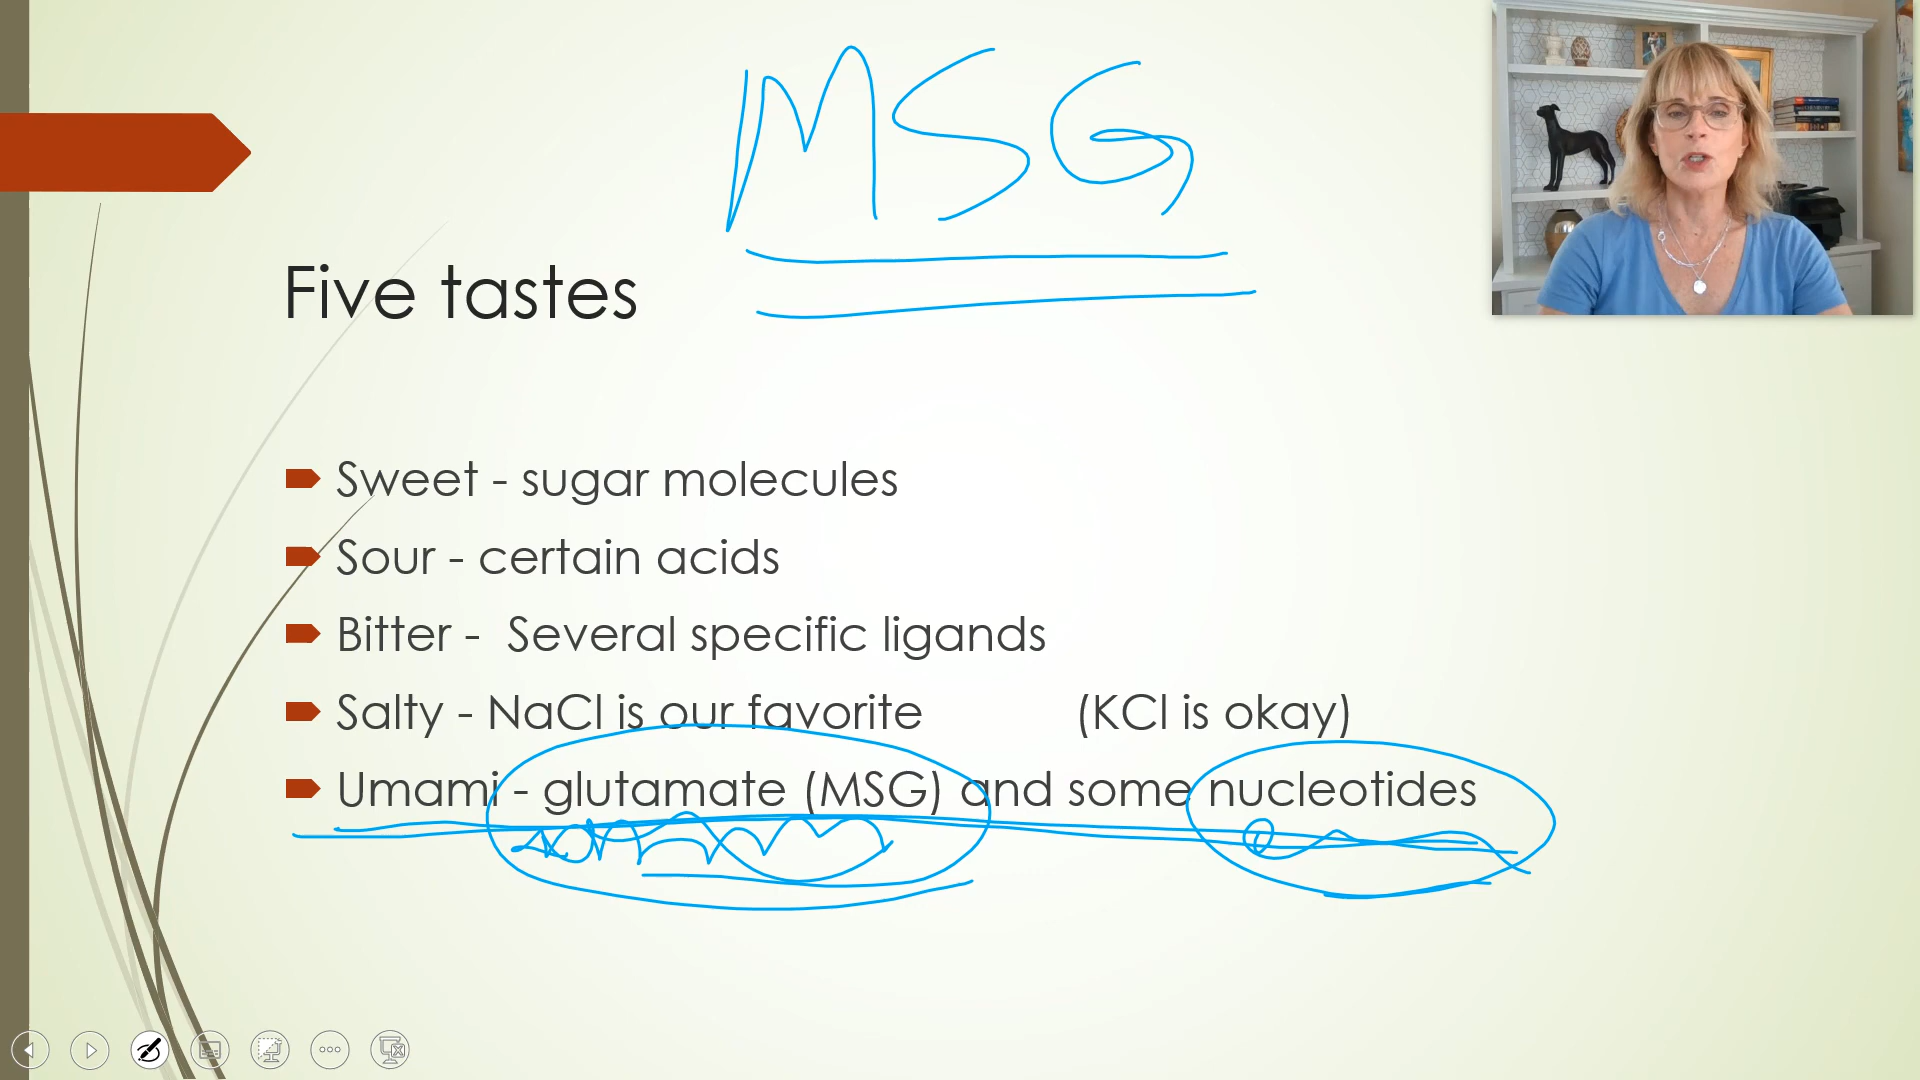 MSG
Five tastes
Sweet - sugar molecules
Sour - certain acids
Bitter - Several specific ligands
Salty - NaCl is our favorite (KCl is okay)
Umami - glutamate (MSG) and some nucleotides